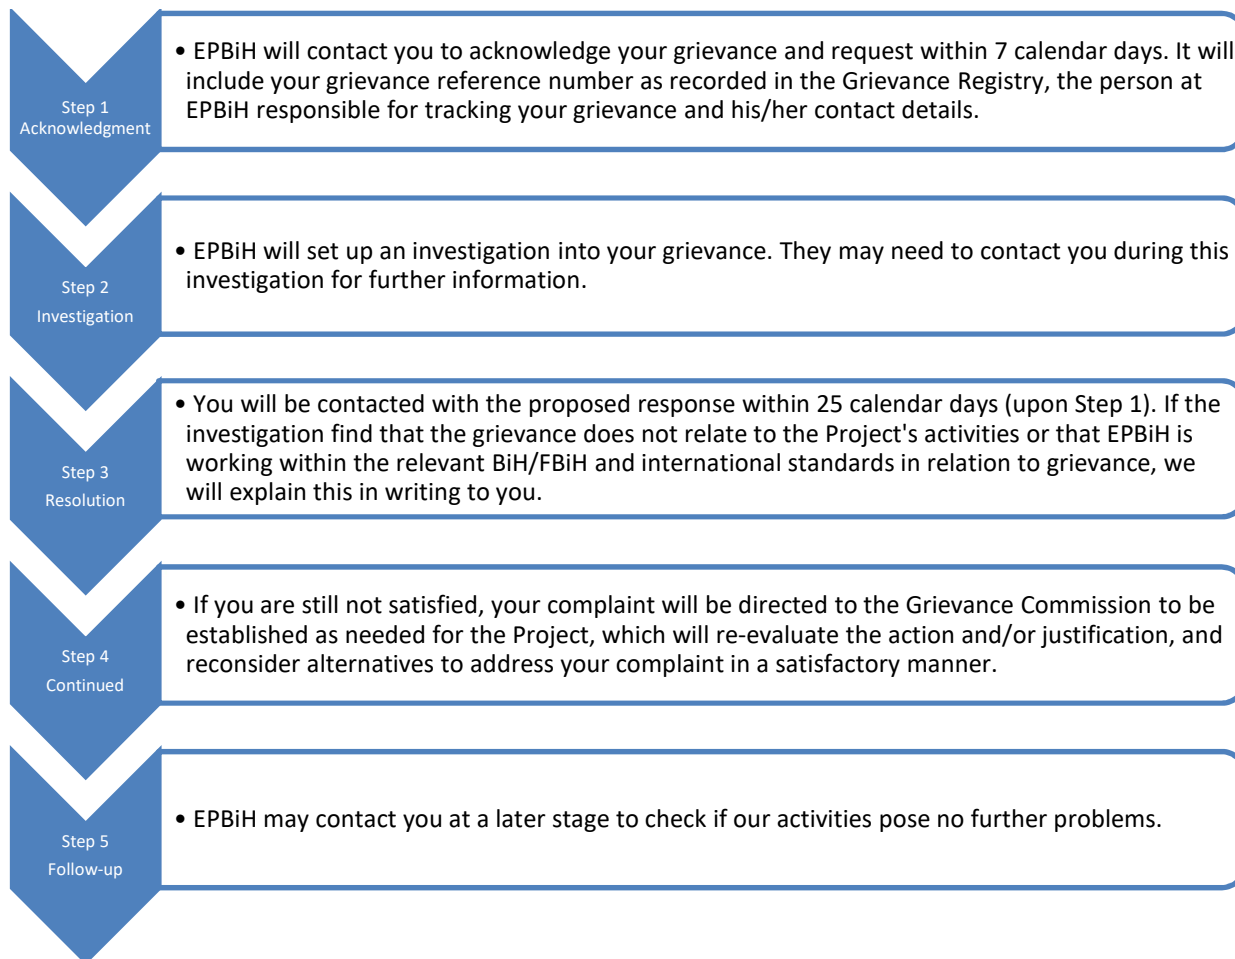 Step 1
Acknowledgment
• EPBiH will contact you to acknowledge your grievance and request within 7 calendar days. It will
include your grievance reference number as recorded in the Grievance Registry, the person at
EPBiH responsible for tracking your grievance and his/her contact details.
Step 2
Investigation
• EPBiH will set up an investigation into your grievance. They may need to contact you during this
investigation for further information.
Step 3
Resolution
• You will be contacted with the proposed response within 25 calendar days (upon Step 1). If the
investigation find that the grievance does not relate to the Project's activities or that EPBiH is
working within the relevant BiH/FBiH and international standards in relation to grievance, we
will explain this in writing to you.
Step 4
Continued
• If you are still not satisfied, your complaint will be directed to the Grievance Commission to be
established as needed for the Project, which will re-evaluate the action and/or justification, and
reconsider alternatives to address your complaint in a satisfactory manner.
Step 5
Follow-up
• EPBiH may contact you at a later stage to check if our activities pose no further problems.